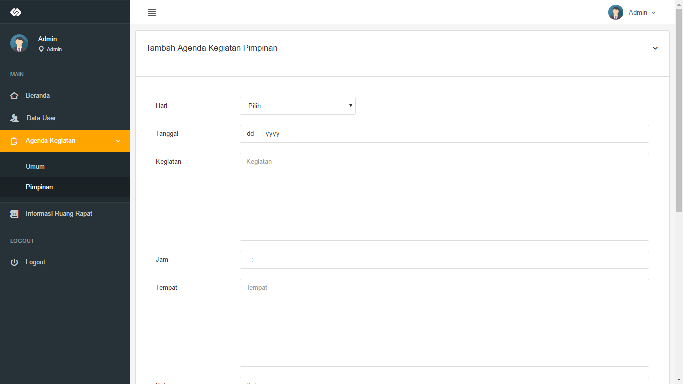 Admin
Admin
Admin
MAIN
Beranda
Data User
Agenda Kegiatan
Umum
Pimpinan
Informasi Ruang Rapat
LOGOUT
Logout
Tambah Agenda Kegiatan Pimpinan
Hari
Pilih
Tanggal
dd yyyy
Kegiatan
Kegiatan
Jam
:
Tempat
Tempat